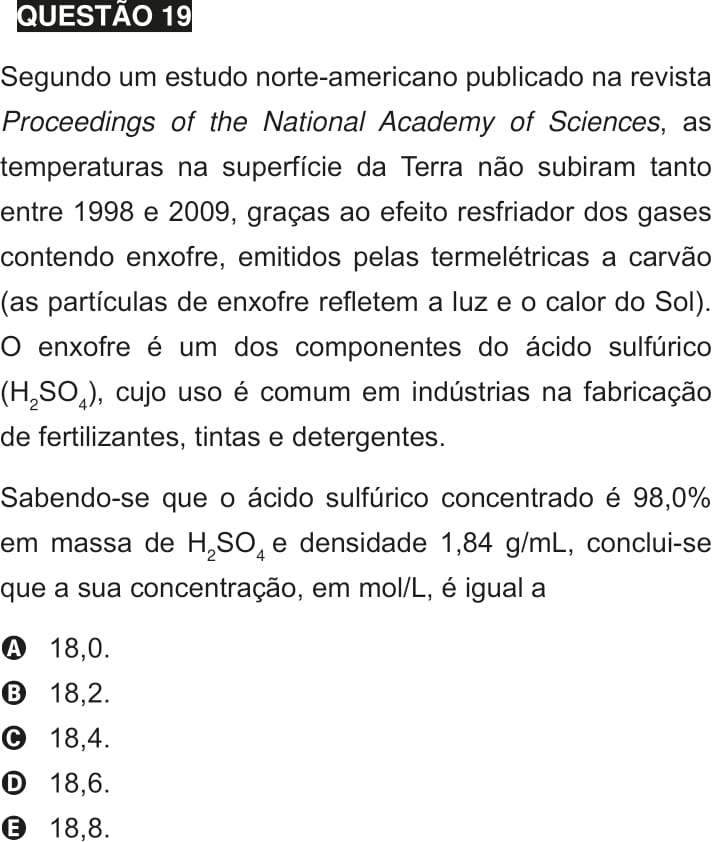 QUESTÃO 19
Segundo um estudo norte-americano publicado na revista
Proceedings of the National Academy of Sciences, as
temperaturas na superfície da Terra não subiram tanto
entre 1998 e 2009, graças ao efeito resfriador dos gases
contendo enxofre, emitidos pelas termelétricas a carvão
(as partículas de enxofre refletem a luz e o calor do Sol).
O enxofre é um dos componentes do ácido sulfúrico
(H₂SO₄), cujo uso é comum em indústrias na fabricação
de fertilizantes, tintas e detergentes.
Sabendo-se que o ácido sulfúrico concentrado é 98,0%
em massa de H₂SO₄ e densidade 1,84 g/mL, conclui-se
que a sua concentração, em mol/L, é igual a
A 18,0.
B 18,2.
C 18,4.
D 18,6.
E 18,8.